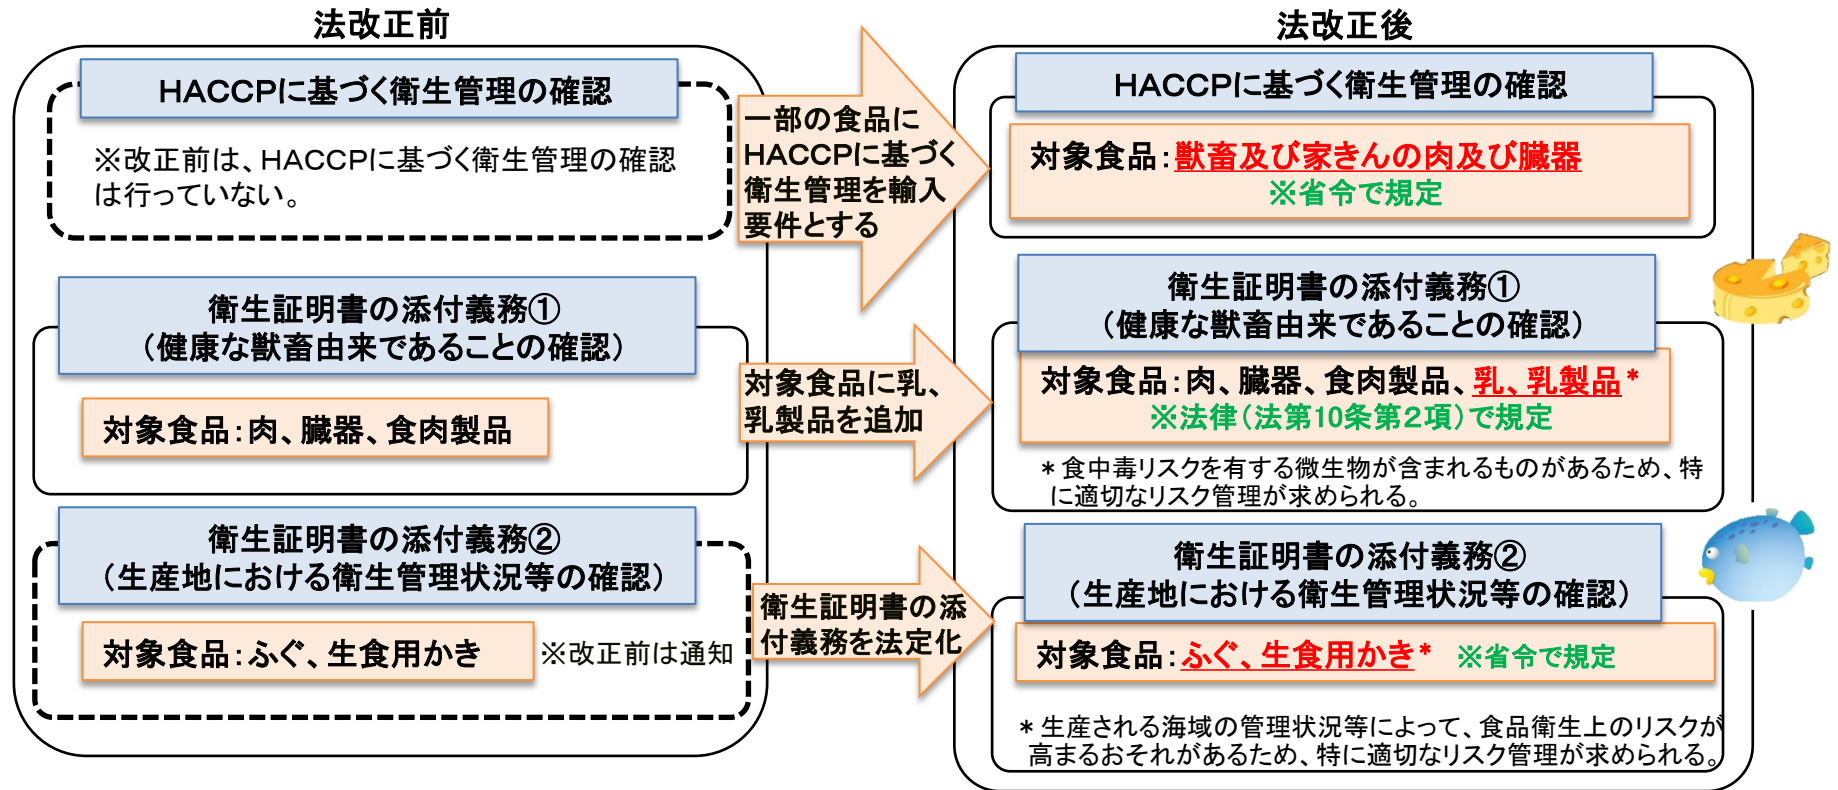 法改正前
HACCPに基づく衛生管理の確認
※改正前は、HACCPに基づく衛生管理の確認
は行っていない。
衛生証明書の添付義務①
(健康な獣畜由来であることの確認)
対象食品:肉、臓器、食肉製品
衛生証明書の添付義務②
(生産地における衛生管理状況等の確認)
対象食品:ふぐ、生食用かき ※改正前は通知
一部の食品に
HACCPに基づく
衛生管理を輸入
要件とする
対象食品に乳、
乳製品を追加
衛生証明書の添
付義務を法定化
法改正後
HACCPに基づく衛生管理の確認
対象食品:獣畜及び家きんの肉及び臓器
※省令で規定
衛生証明書の添付義務①
(健康な獣畜由来であることの確認)
対象食品:肉、臓器、食肉製品、乳、乳製品*
※法律(法第10条第2項)で規定
*食中毒リスクを有する微生物が含まれるものがあるため、特
に適切なリスク管理が求められる。
衛生証明書の添付義務②
(生産地における衛生管理状況等の確認)
対象食品:ふぐ、生食用かき* ※省令で規定
*生産される海域の管理状況等によって、食品衛生上のリスクが
高まるおそれがあるため、特に適切なリスク管理が求められる。